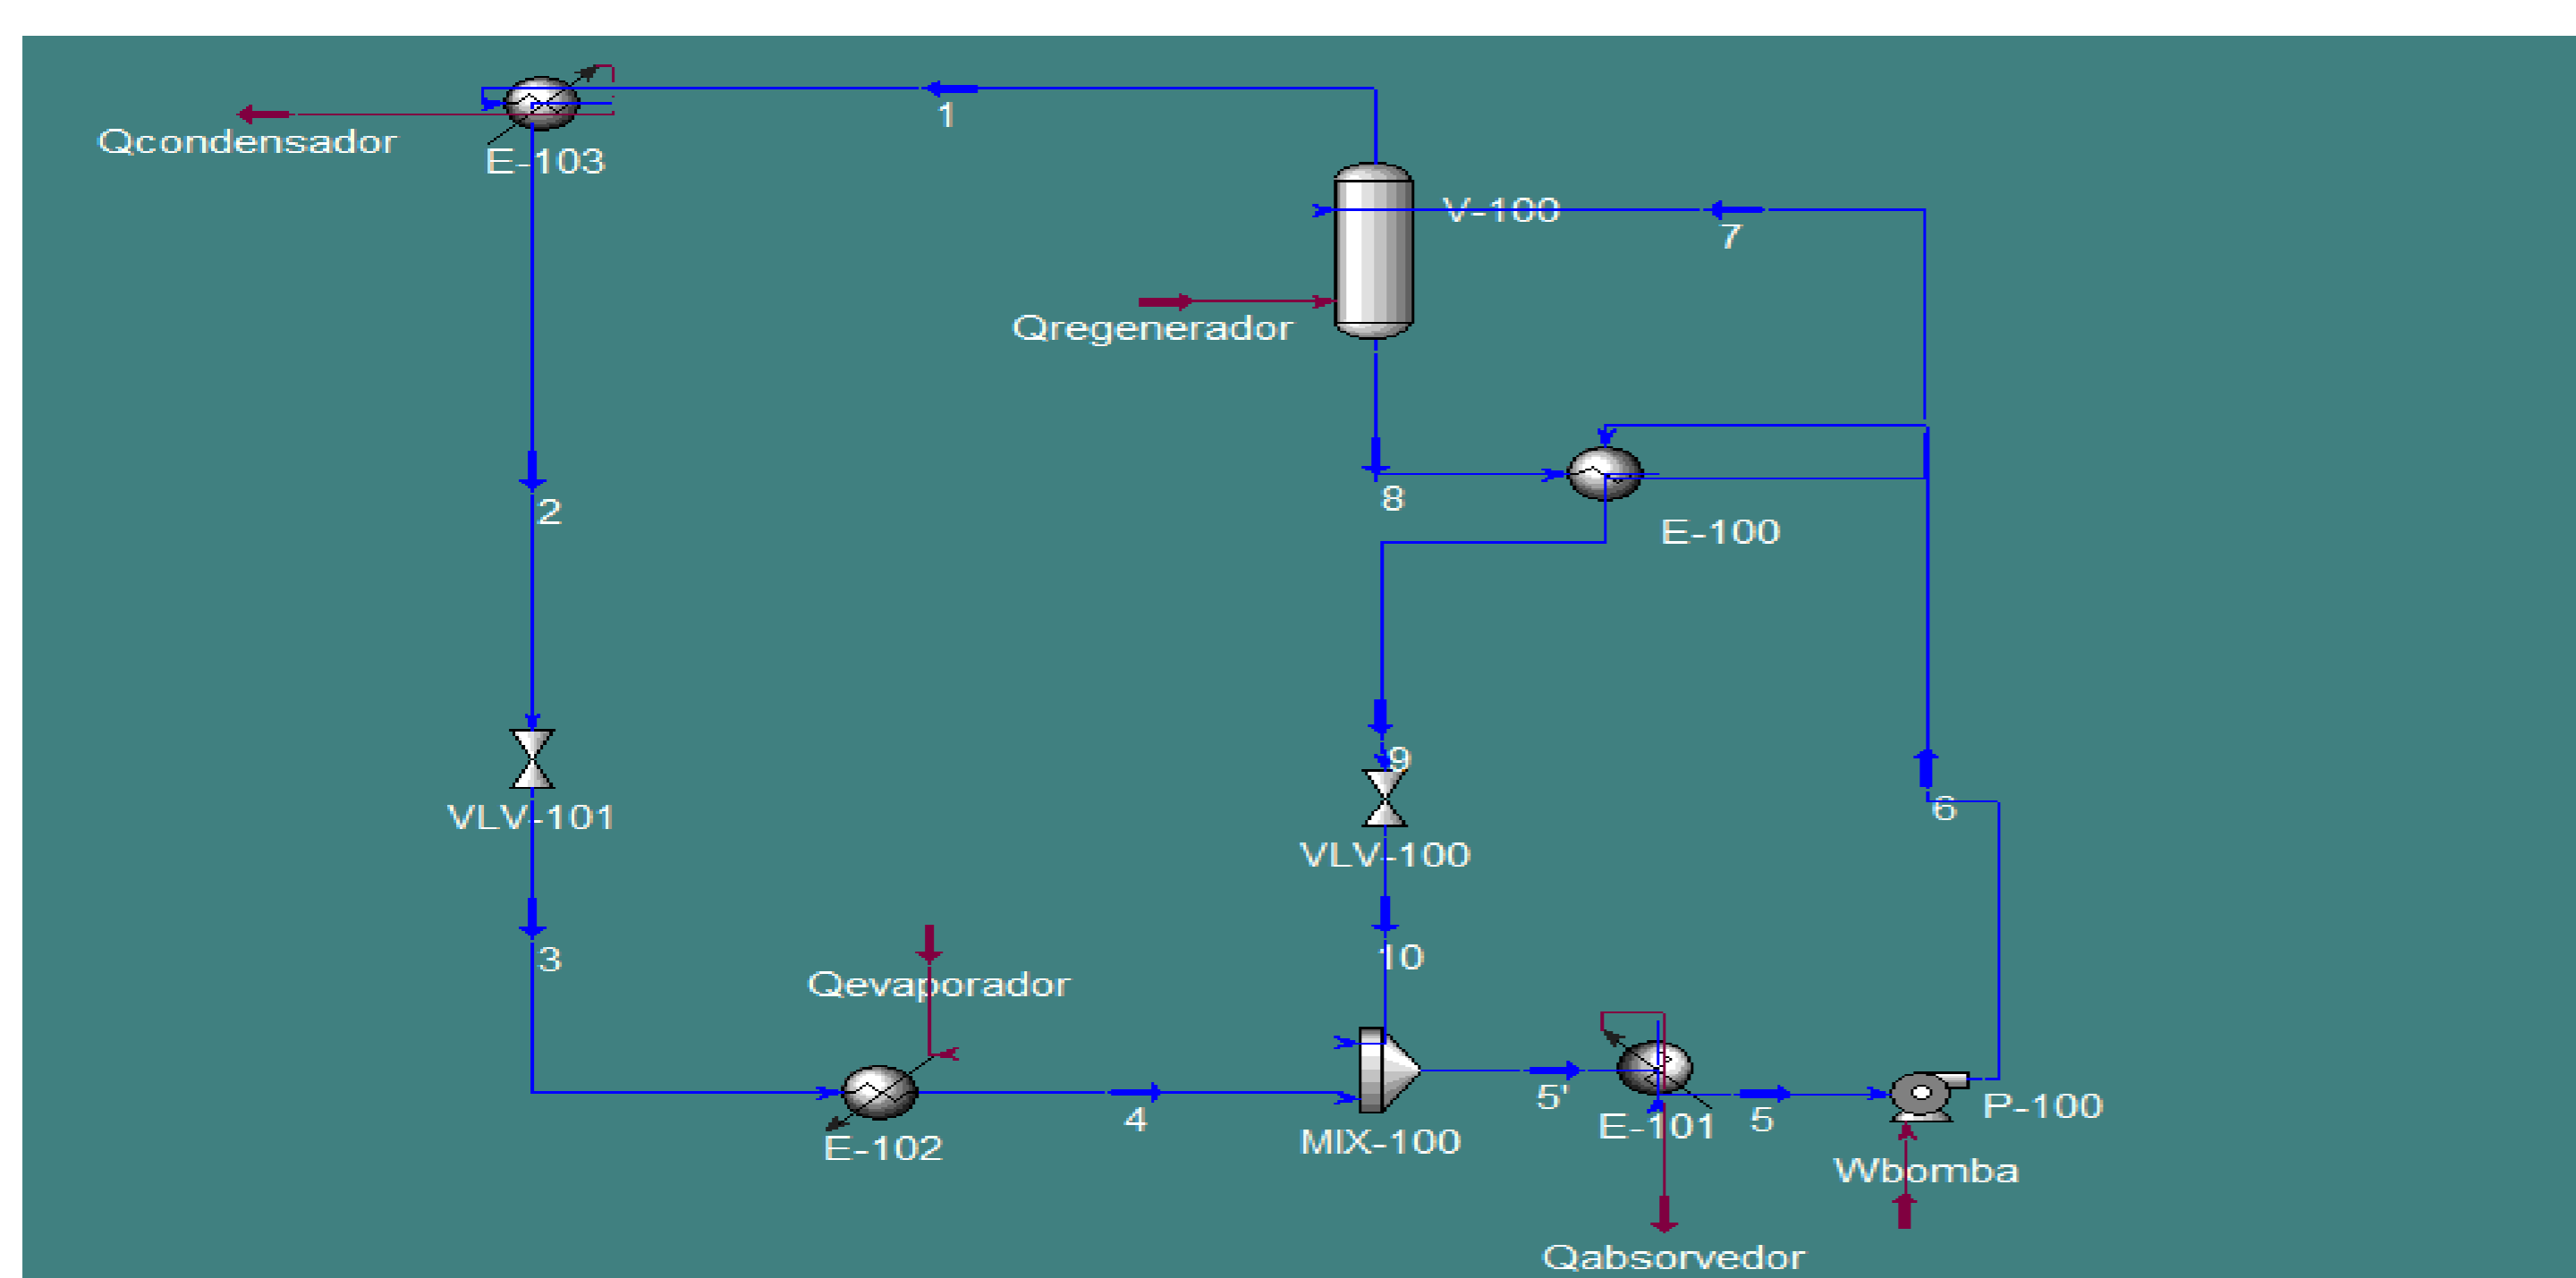 1
Qcondensador
E-103
V-100
7
Qregenerador
8
2
E-100
9
VLV-101
6
VLV-100
3
10
Qevaporador
5'
P-100
4
E-101
5
E-102
MIX-100
Wbomba
Qabsorvedor